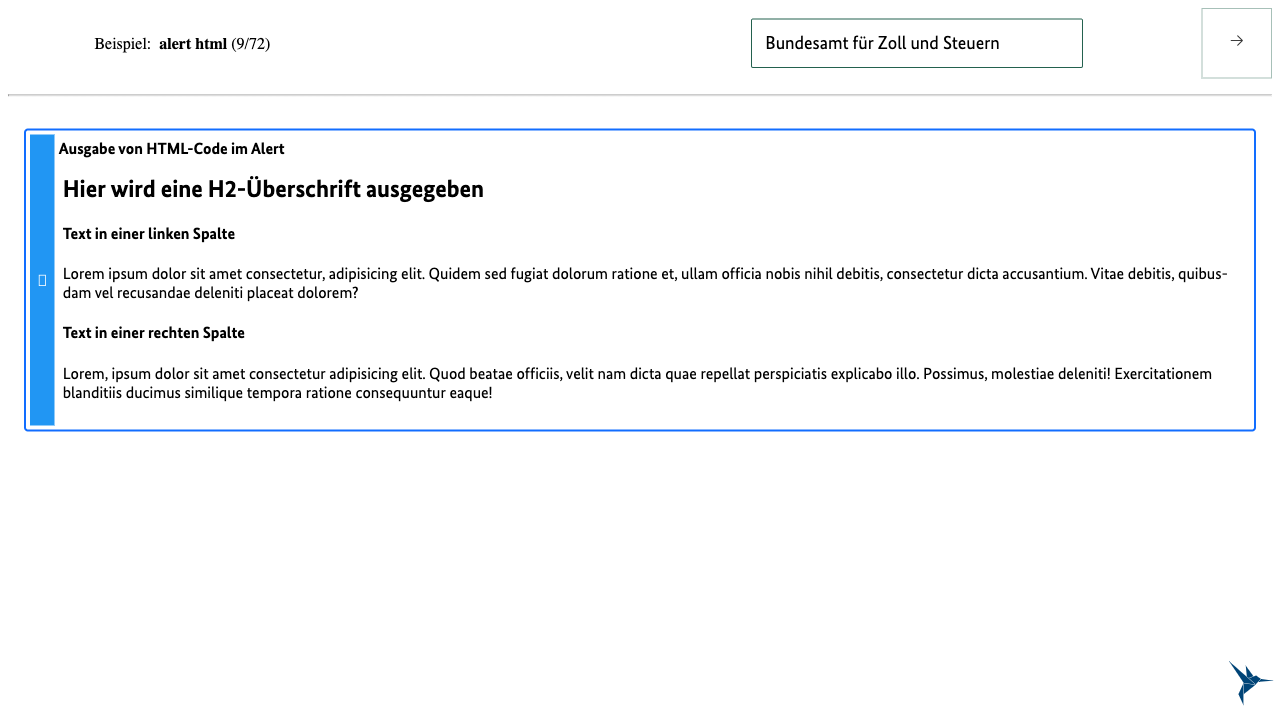 Beispiel: alert html (9/72)
Bundesamt für Zoll und Steuern
Ausgabe von HTML-Code im Alert
Hier wird eine H2-Überschrift ausgegeben
Text in einer linken Spalte
Lorem ipsum dolor sit amet consectetur, adipisicing elit. Quidem sed fugiat dolorum ratione et, ullam officia nobis nihil debitis, consectetur dicta accusantium. Vitae debitis, quibus-
dam vel recusandae deleniti placeat dolorem?
Text in einer rechten Spalte
Lorem, ipsum dolor sit amet consectetur adipisicing elit. Quod beatae officiis, velit nam dicta quae repellat perspiciatis explicabo illo. Possimus, molestiae deleniti! Exercitationem
blanditiis ducimus similique tempora ratione consequuntur eaque!